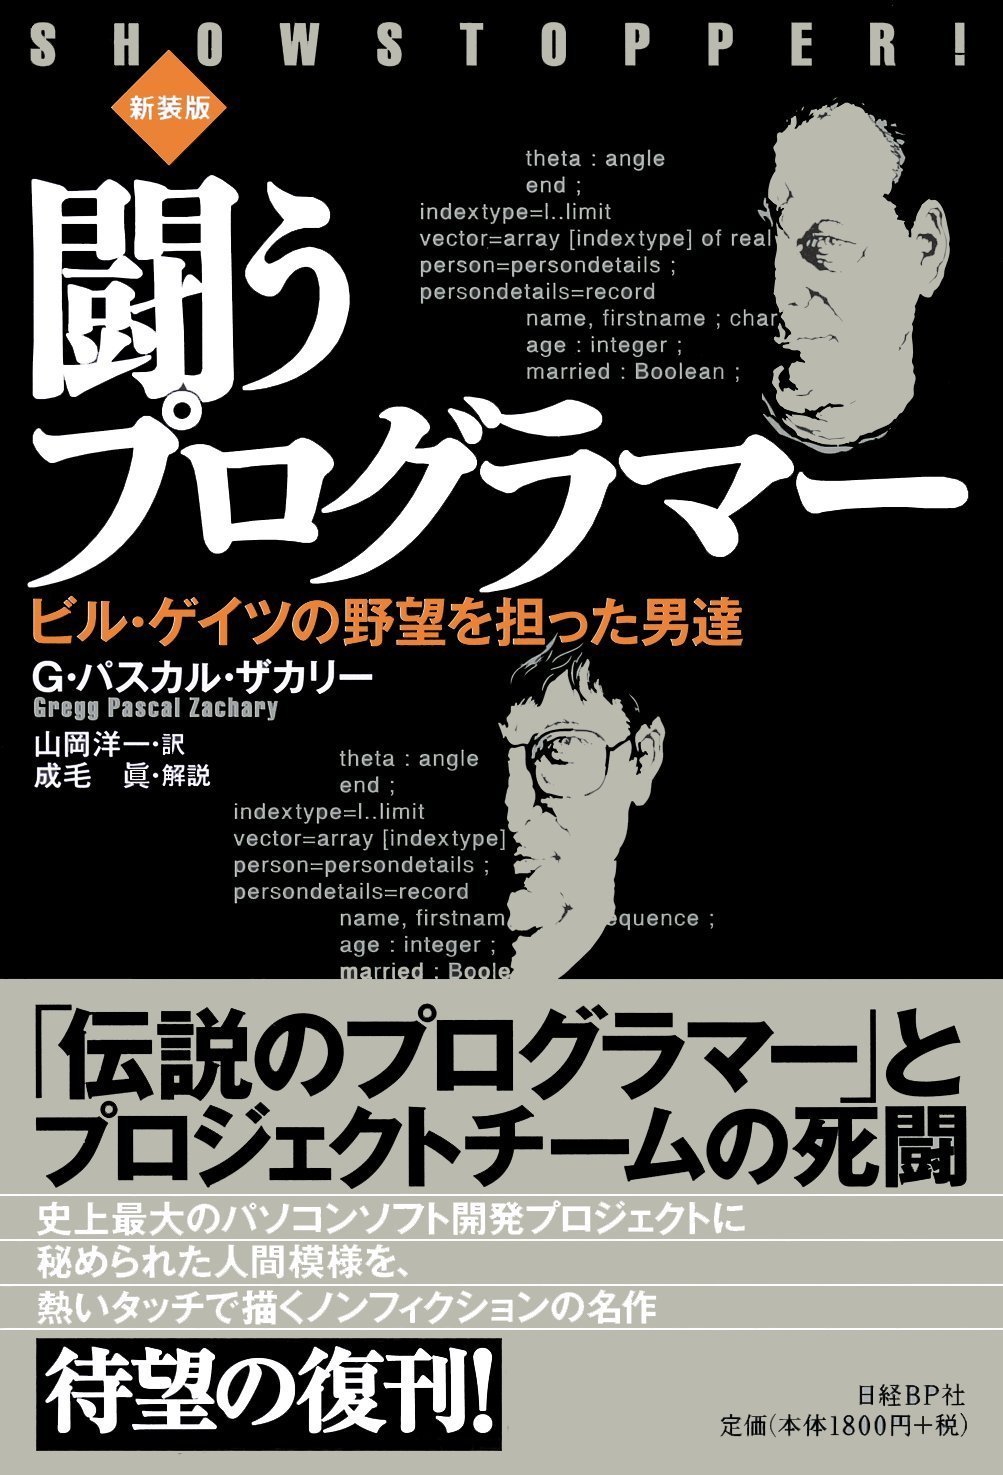 SHOWSTOPPER!
新装版
theta : angle
end ;
indextype=l..limit
vector=array [indextype] of real
person=persondetails ;
persondetails=record
name, firstname ; char
age : integer ;
married : Boolean ;
闘う
プログラマー
ビル・ゲイツの野望を担った男達
G・パスカル・ザカリー
Gregg Pascal Zachary
山岡洋一・訳
成毛 眞・解説
theta : angle
end ;
indextype=l..limit
vector=array [indextype]
person=persondetails ;
persondetails=record
name, firstnam equence ;
age : integer ;
married : Boole
「伝説のプログラマー」と
プロジェクトチームの死闘
史上最大のパソコンソフト開発プロジェクトに
秘められた人間模様を、
熱いタッチで描くノンフィクションの名作
待望の復刊!
日経BP社
定価(本体1800円+税)